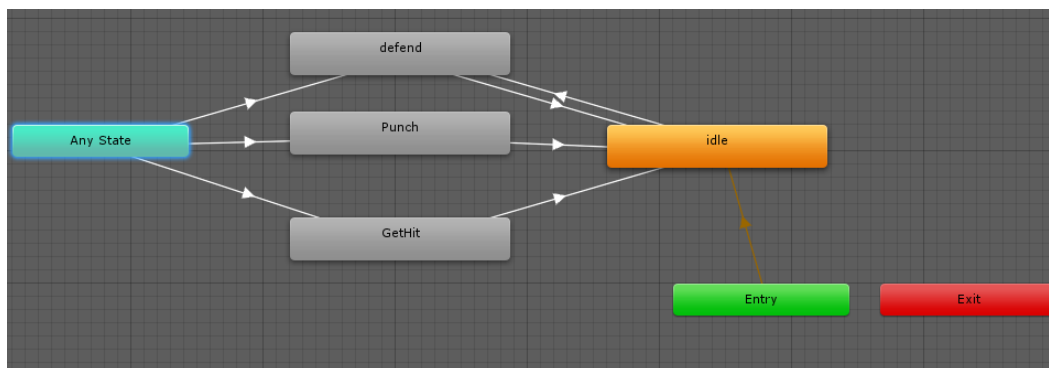 defend
Punch
Any State
idle
GetHit
Entry
Exit